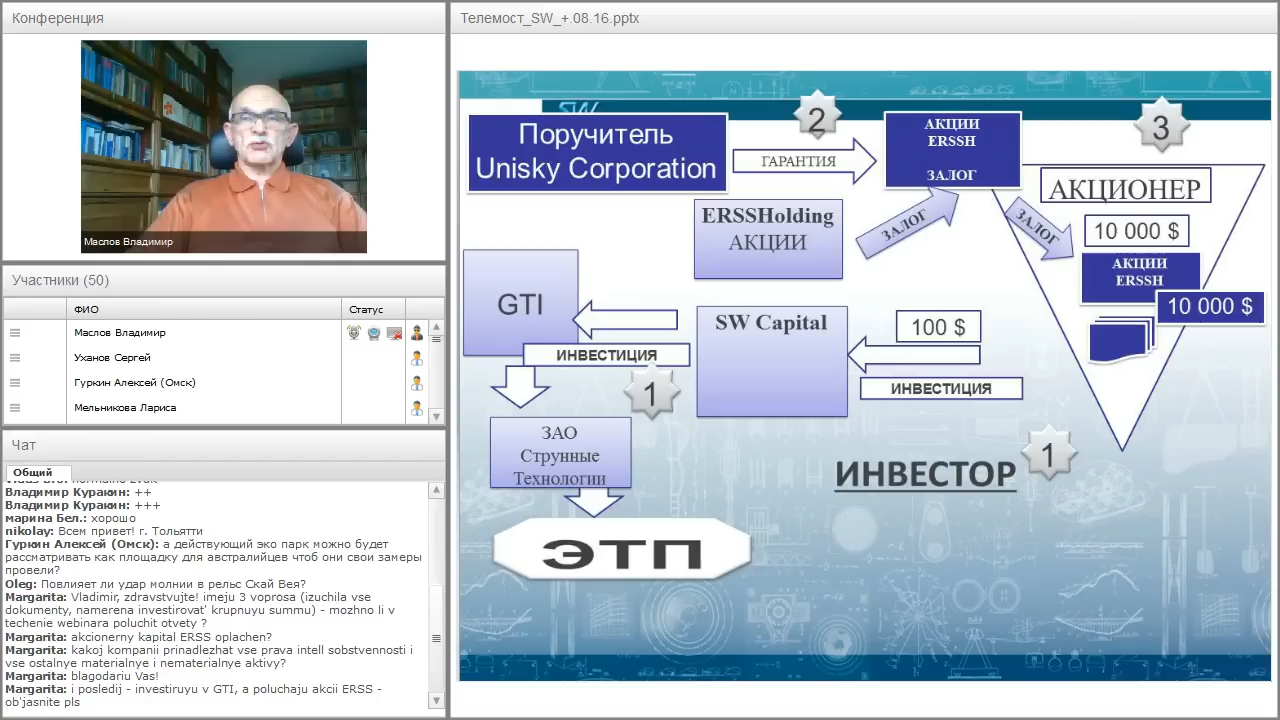 Конференция
Маслов Владимир
Участники (50)
ФИО
Статус
Маслов Владимир
Уханов Сергей
Гуркин Алексей (Омск)
Мельникова Лариса
Чат
Общий
Владимир Куракин: ++
Владимир Куракин: +++
марина Бел.: хорошо
nikolay: Всем привет! г. Тольятти
Гуркин Алексей (Омск): а действующий эко парк можно будет
рассматривать как площадку для австралийцев чтоб они свои замеры
провели?
Oleg: Повлияет ли удар молнии в рельс Скай Вея?
Margarita: Vladimir, zdravstvujte! imeju 3 voprosa (izuchila vse
dokumenty, namerena investirovat' krupnuyu summu) - mozhno li v
techenie webinara poluchit otvety ?
Margarita: akcionerny kapital ERSS oplachen?
Margarita: kakoj kompanii prinadlezhat vse prava intell sobstvennosti i
vse ostalnye materialnye i nematerialnye aktivy?
Margarita: blagodariu Vas!
Margarita: i posledij - investiruyu v GTI, a poluchaju akcii ERSS -
ob'jasnite pls
Телемост_SW_+.08.16.pptx
SW
Поручитель
Unisky Corporation
2
ГАРАНТИЯ
АКЦИИ
ERSSH
ЗАЛОГ
3
АКЦИОНЕР
10 000 $
АКЦИИ
ERSSH
10 000 $
ERSSHolding
АКЦИИ
ЗАЛОГ
ЗАЛОГ
GTI
ИНВЕСТИЦИЯ
1
SW Capital
100 $
ИНВЕСТИЦИЯ
ЗАО
Струнные
Технологии
ИНВЕСТОР
1
ЭТП